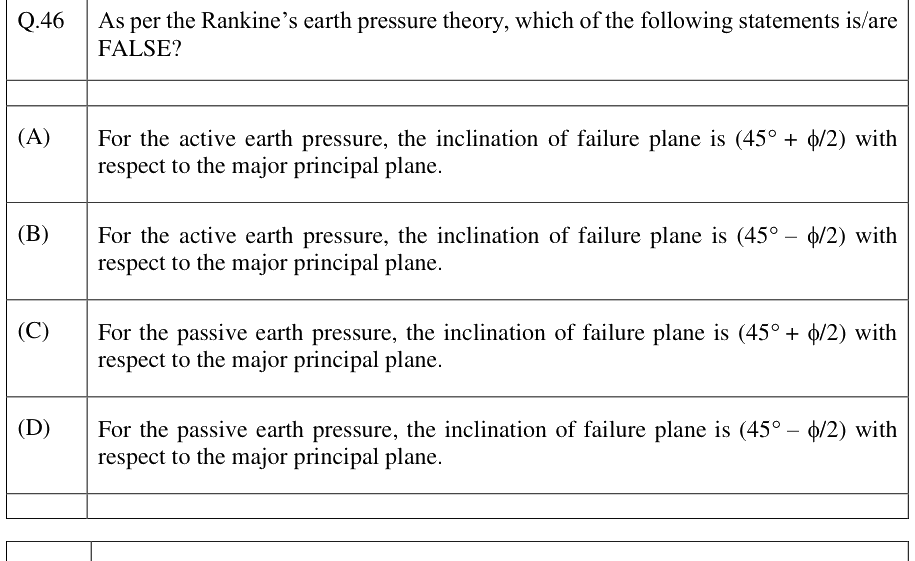 Q.46 As per the Rankine’s earth pressure theory, which of the following statements is/are
FALSE?
(A) For the active earth pressure, the inclination of failure plane is (45° + ϕ/2) with
respect to the major principal plane.
(B) For the active earth pressure, the inclination of failure plane is (45° – ϕ/2) with
respect to the major principal plane.
(C) For the passive earth pressure, the inclination of failure plane is (45° + ϕ/2) with
respect to the major principal plane.
(D) For the passive earth pressure, the inclination of failure plane is (45° – ϕ/2) with
respect to the major principal plane.